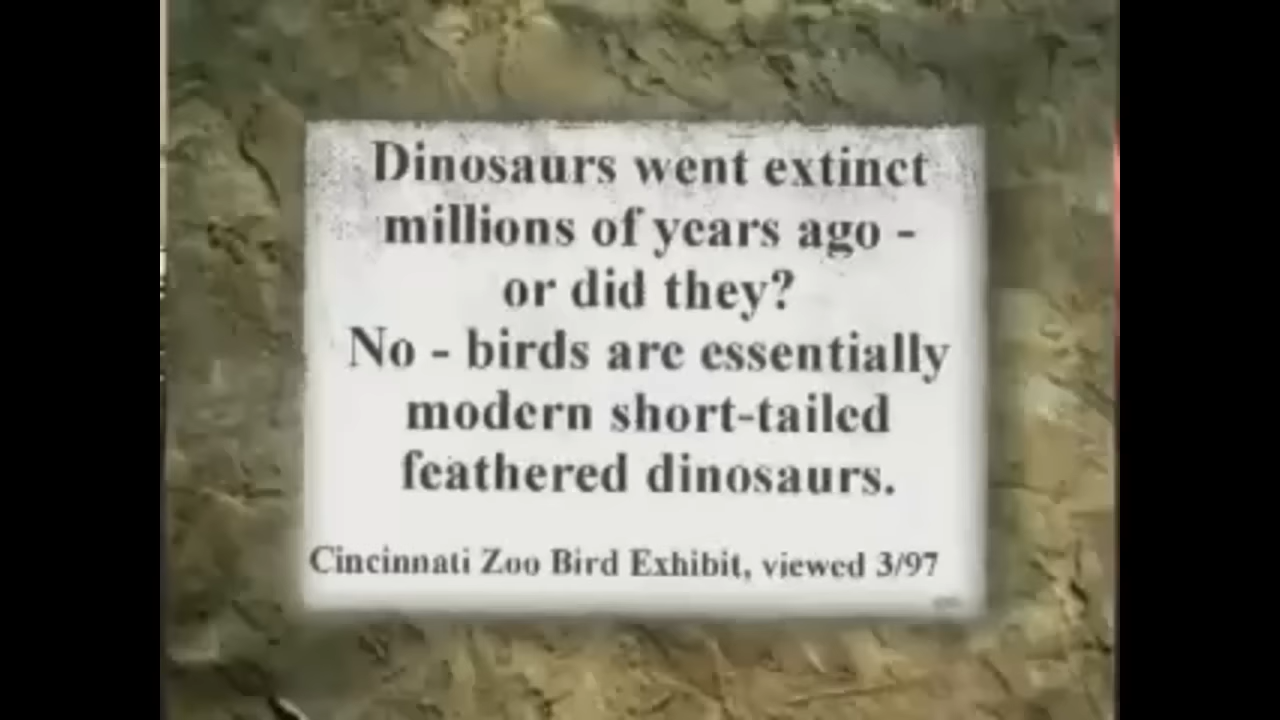 Dinosaurs went extinct
millions of years ago -
or did they?
No - birds are essentially
modern short-tailed
feathered dinosaurs.
Cincinnati Zoo Bird Exhibit, viewed 3/97